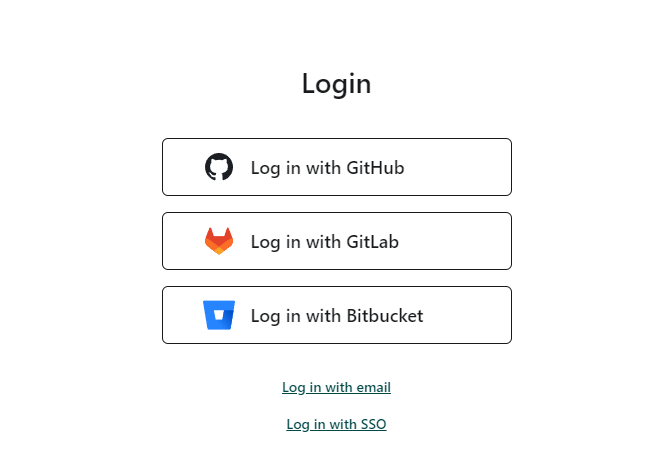 Login
Log in with GitHub
Log in with GitLab
Log in with Bitbucket
Log in with email
Log in with SSO